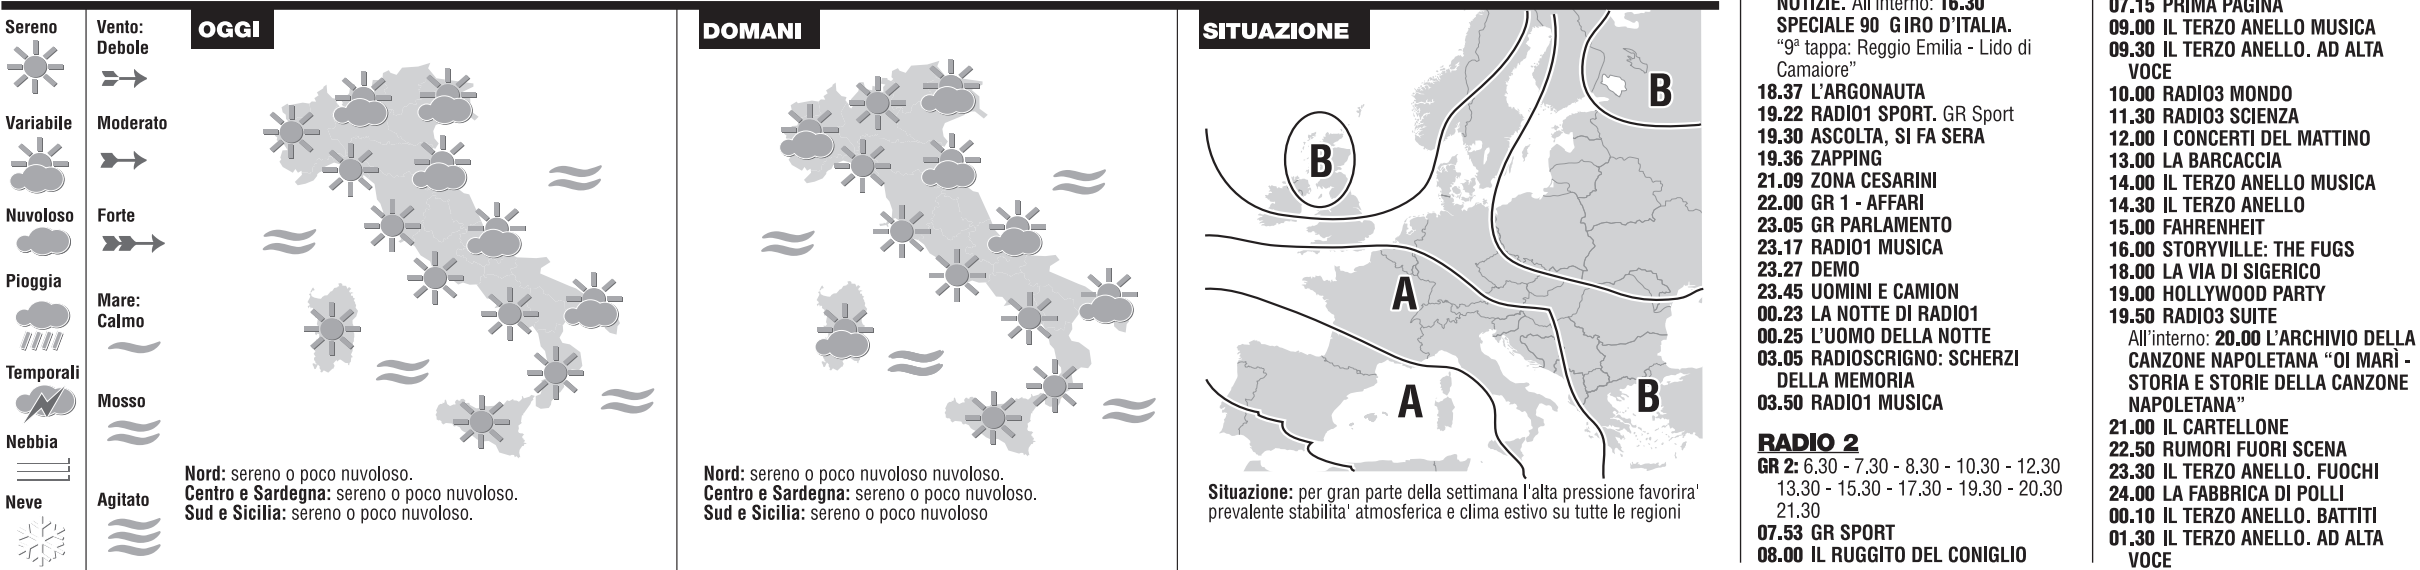 Sereno
Variabile
Nuvoloso
Pioggia
Temporali
Nebbia
Neve
Vento:
Debole
Moderato
Forte
Mare:
Calmo
Mosso
Agitato
OGGI
Nord: sereno o poco nuvoloso.
Centro e Sardegna: sereno o poco nuvoloso.
Sud e Sicilia: sereno o poco nuvoloso.
DOMANI
Nord: sereno o poco nuvoloso nuvoloso.
Centro e Sardegna: sereno o poco nuvoloso.
Sud e Sicilia: sereno o poco nuvoloso
SITUAZIONE
B
B
A
A
B
Situazione: per gran parte della settimana l'alta pressione favorira'
prevalente stabilita' atmosferica e clima estivo su tutte le regioni
NOTIZIE. All'interno: 16.30
SPECIALE 90 GIRO D'ITALIA.
“9ª tappa: Reggio Emilia - Lido di
Camaiore”
18.37 L'ARGONAUTA
19.22 RADIO1 SPORT. GR Sport
19.30 ASCOLTA, SI FA SERA
19.36 ZAPPING
21.09 ZONA CESARINI
22.00 GR 1 - AFFARI
23.05 GR PARLAMENTO
23.17 RADIO1 MUSICA
23.27 DEMO
23.45 UOMINI E CAMION
00.23 LA NOTTE DI RADIO1
00.25 L'UOMO DELLA NOTTE
03.05 RADIOSCRIGNO: SCHERZI
DELLA MEMORIA
03.50 RADIO1 MUSICA
RADIO 2
GR 2: 6.30 - 7.30 - 8.30 - 10.30 - 12.30
13.30 - 15.30 - 17.30 - 19.30 - 20.30
21.30
07.53 GR SPORT
08.00 IL RUGGITO DEL CONIGLIO
07.15 PRIMA PAGINA
09.00 IL TERZO ANELLO MUSICA
09.30 IL TERZO ANELLO. AD ALTA
VOCE
10.00 RADIO3 MONDO
11.30 RADIO3 SCIENZA
12.00 I CONCERTI DEL MATTINO
13.00 LA BARCACCIA
14.00 IL TERZO ANELLO MUSICA
14.30 IL TERZO ANELLO
15.00 FAHRENHEIT
16.00 STORYVILLE: THE FUGS
18.00 LA VIA DI SIGERICO
19.00 HOLLYWOOD PARTY
19.50 RADIO3 SUITE
All'interno: 20.00 L'ARCHIVIO DELLA
CANZONE NAPOLETANA “OI MARÌ -
STORIA E STORIE DELLA CANZONE
NAPOLETANA”
21.00 IL CARTELLONE
22.50 RUMORI FUORI SCENA
23.30 IL TERZO ANELLO. FUOCHI
24.00 LA FABBRICA DI POLLI
00.10 IL TERZO ANELLO. BATTITI
01.30 IL TERZO ANELLO. AD ALTA
VOCE